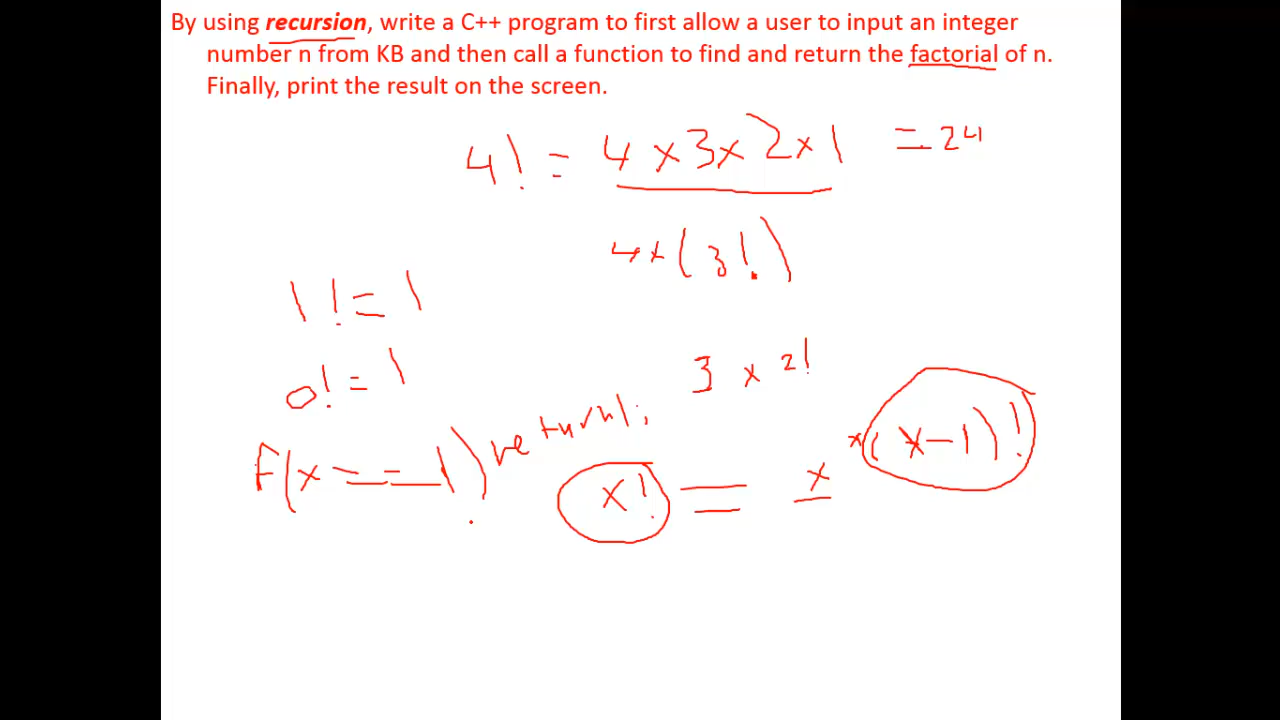 By using recursion, write a C++ program to first allow a user to input an integer
number n from KB and then call a function to find and return the factorial of n.
Finally, print the result on the screen.
4! = 4 x 3 x 2 x 1 = 24
4 x (3!)
1! = 1
3 x 2!
0! = 1
F(x == 1) return 1;
x! = x x (x-1)!